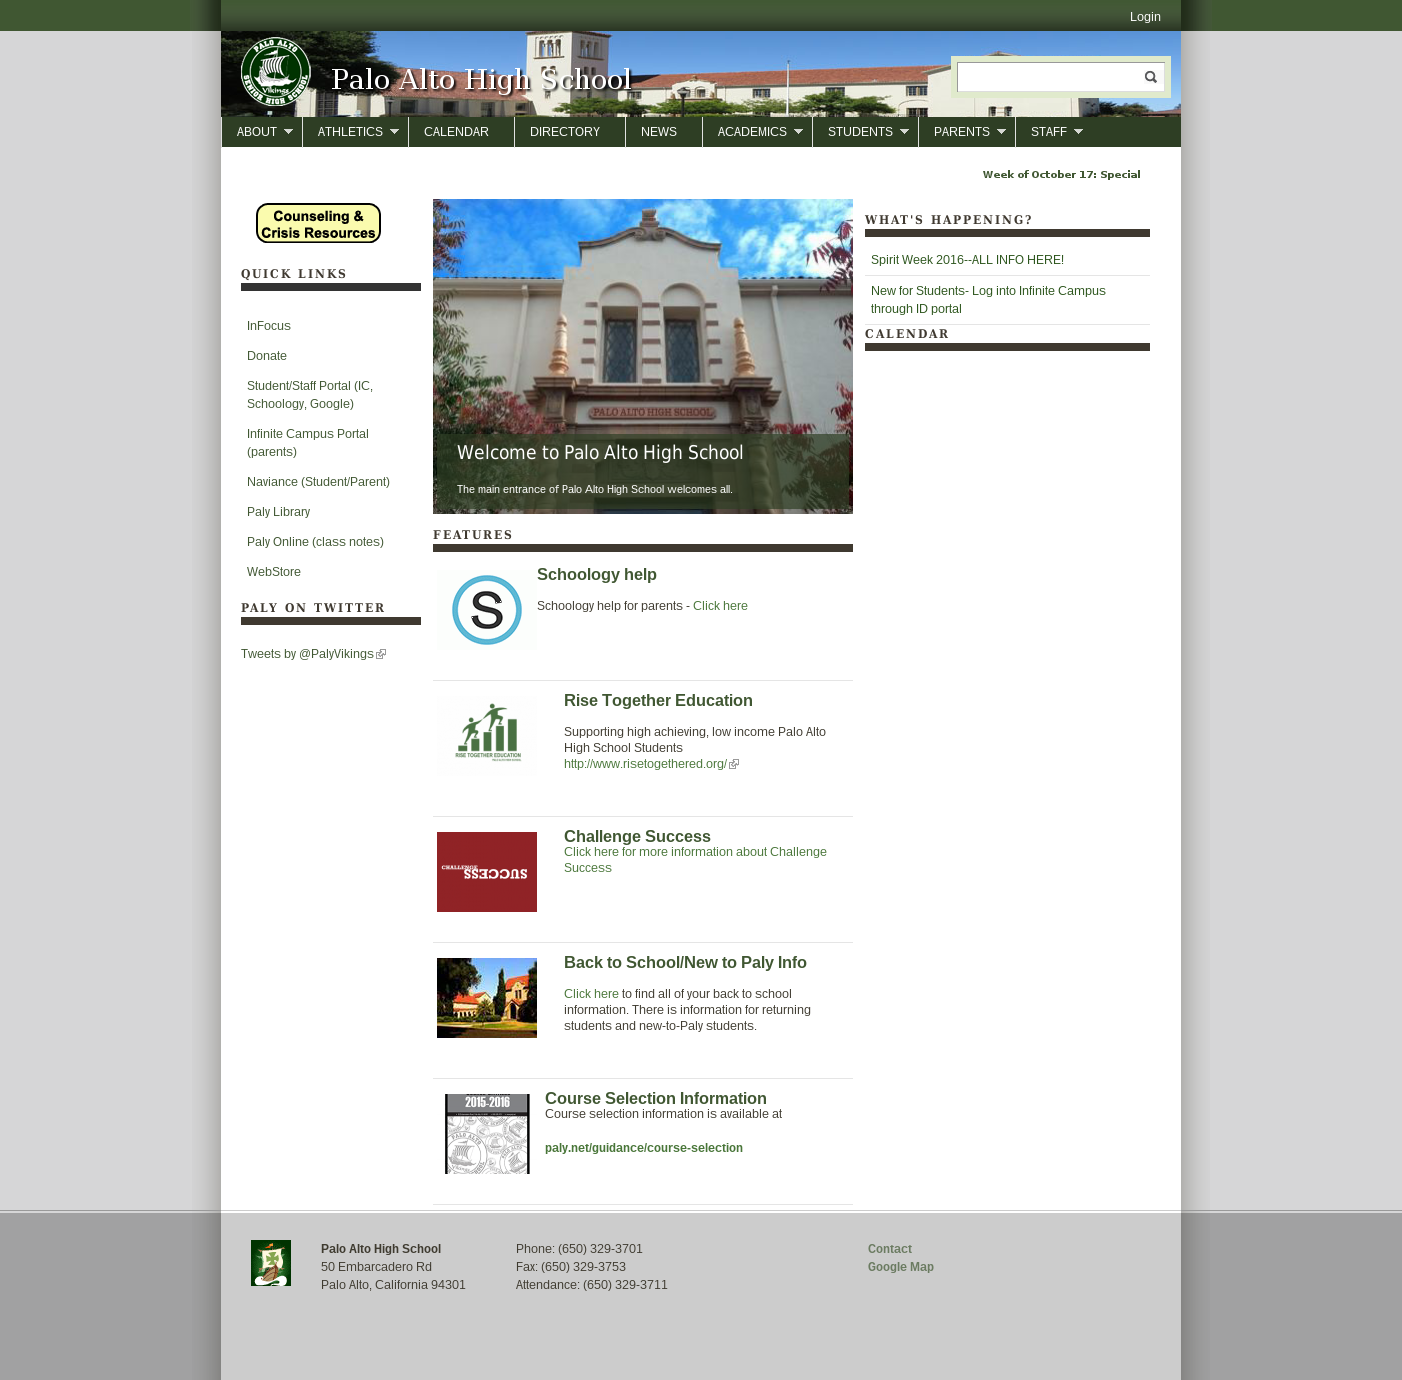 Login
PALO ALTO
SENIOR HIGH SCHOOL
Vikings
Palo Alto High School
ABOUT
ATHLETICS
CALENDAR
DIRECTORY
NEWS
ACADEMICS
STUDENTS
PARENTS
STAFF
Week of October 17: Special
Counseling &
Crisis Resources
QUICK LINKS
InFocus
Donate
Student/Staff Portal (IC,
Schoology, Google)
Infinite Campus Portal
(parents)
Naviance (Student/Parent)
Paly Library
Paly Online (class notes)
WebStore
PALY ON TWITTER
Tweets by @PalyVikings
PALO ALTO HIGH SCHOOL
Welcome to Palo Alto High School
The main entrance of Palo Alto High School welcomes all.
FEATURES
S
Schoology help
Schoology help for parents - Click here
RISE TOGETHER EDUCATION
Rise Together Education
Supporting high achieving, low income Palo Alto
High School Students
http://www.risetogethered.org/
CHALLENGE
SUCCESS
Challenge Success
Click here for more information about Challenge
Success
Back to School/New to Paly Info
Click here to find all of your back to school
information. There is information for returning
students and new-to-Paly students.
2015-2016
PALO ALTO
Course Selection Information
Course selection information is available at
paly.net/guidance/course-selection
WHAT'S HAPPENING?
Spirit Week 2016--ALL INFO HERE!
New for Students- Log into Infinite Campus
through ID portal
CALENDAR
Palo Alto High School
50 Embarcadero Rd
Palo Alto, California 94301
Phone: (650) 329-3701
Fax: (650) 329-3753
Attendance: (650) 329-3711
Contact
Google Map